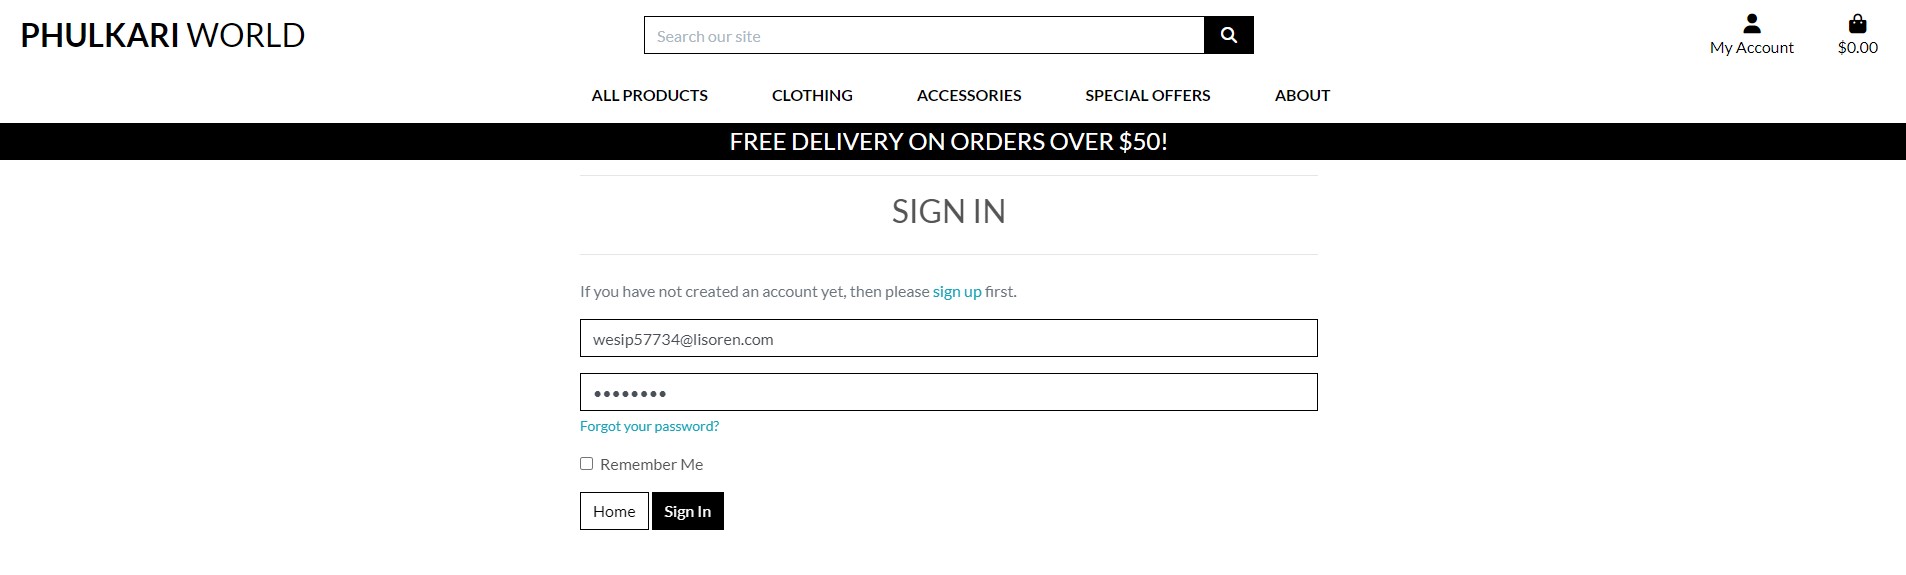 PHULKARI WORLD
Search our site
My Account
$0.00
ALL PRODUCTS CLOTHING ACCESSORIES SPECIAL OFFERS ABOUT
FREE DELIVERY ON ORDERS OVER $50!
SIGN IN
If you have not created an account yet, then please sign up first.
wesip57734@lisoren.com
••••••••
Forgot your password?
Remember Me
Home Sign In